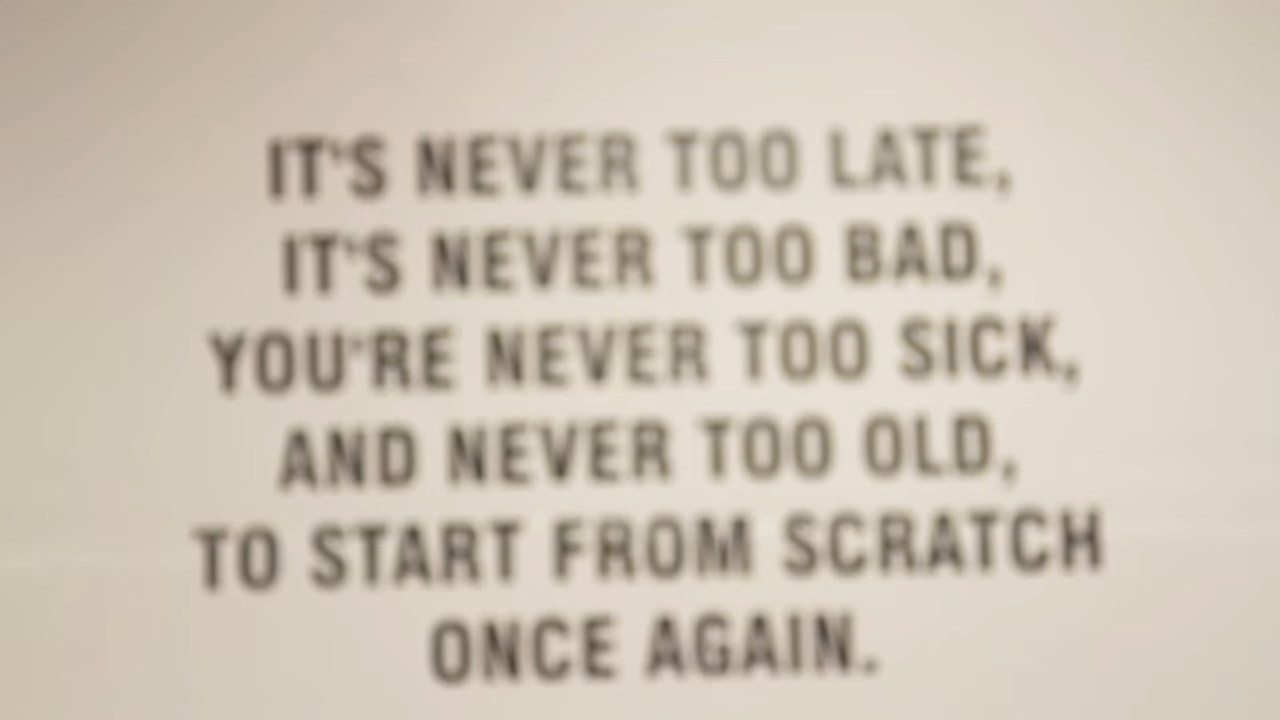 IT'S NEVER TOO LATE,
IT'S NEVER TOO BAD,
YOU'RE NEVER TOO SICK,
AND NEVER TOO OLD,
TO START FROM SCRATCH
ONCE AGAIN.